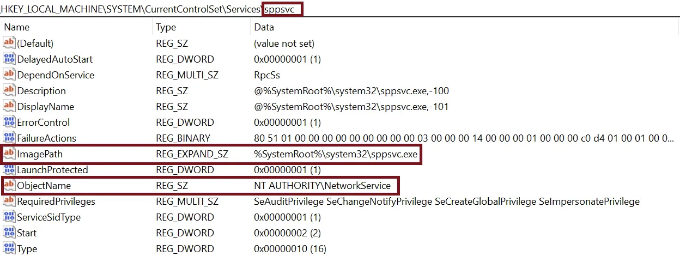 HKEY_LOCAL_MACHINE\SYSTEM\CurrentControlSet\Services\sppsvc
Name Type Data
(Default) REG_SZ (value not set)
DelayedAutoStart REG_DWORD 0x00000001 (1)
DependOnService REG_MULTI_SZ RpcSs
Description REG_SZ @%SystemRoot%\system32\sppsvc.exe,-100
DisplayName REG_SZ @%SystemRoot%\system32\sppsvc.exe, 101
ErrorControl REG_DWORD 0x00000001 (1)
FailureActions REG_BINARY 80 51 01 00 00 00 00 00 00 00 00 00 03 00 00 00 14 00 00 00 01 00 00 00 c0 d4 01 00 01 00 0...
ImagePath REG_EXPAND_SZ %SystemRoot%\system32\sppsvc.exe
LaunchProtected REG_DWORD 0x00000001 (1)
ObjectName REG_SZ NT AUTHORITY\NetworkService
RequiredPrivileges REG_MULTI_SZ SeAuditPrivilege SeChangeNotifyPrivilege SeCreateGlobalPrivilege SeImpersonatePrivilege
ServiceSidType REG_DWORD 0x00000001 (1)
Start REG_DWORD 0x00000002 (2)
Type REG_DWORD 0x00000010 (16)